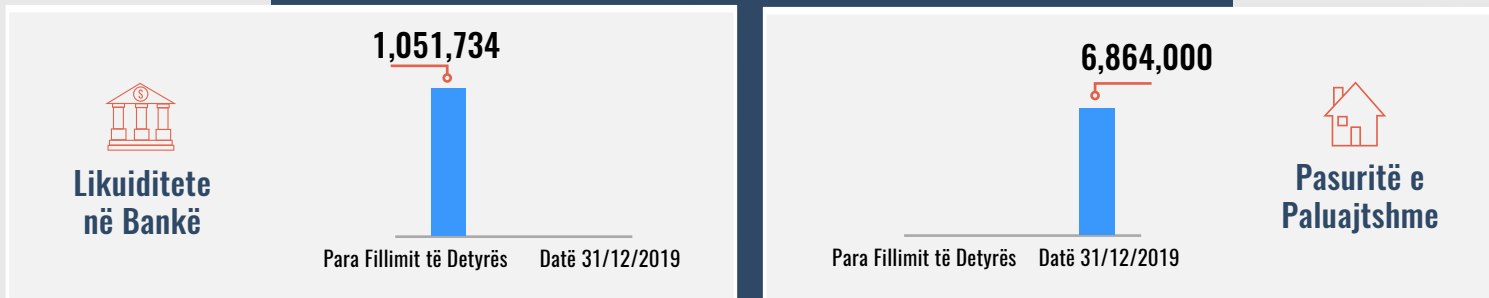 1,051,734
$
Likuiditete
në Bankë
Para Fillimit të Detyrës Datë 31/12/2019
6,864,000
Pasuritë e
Paluajtshme
Para Fillimit të Detyrës Datë 31/12/2019